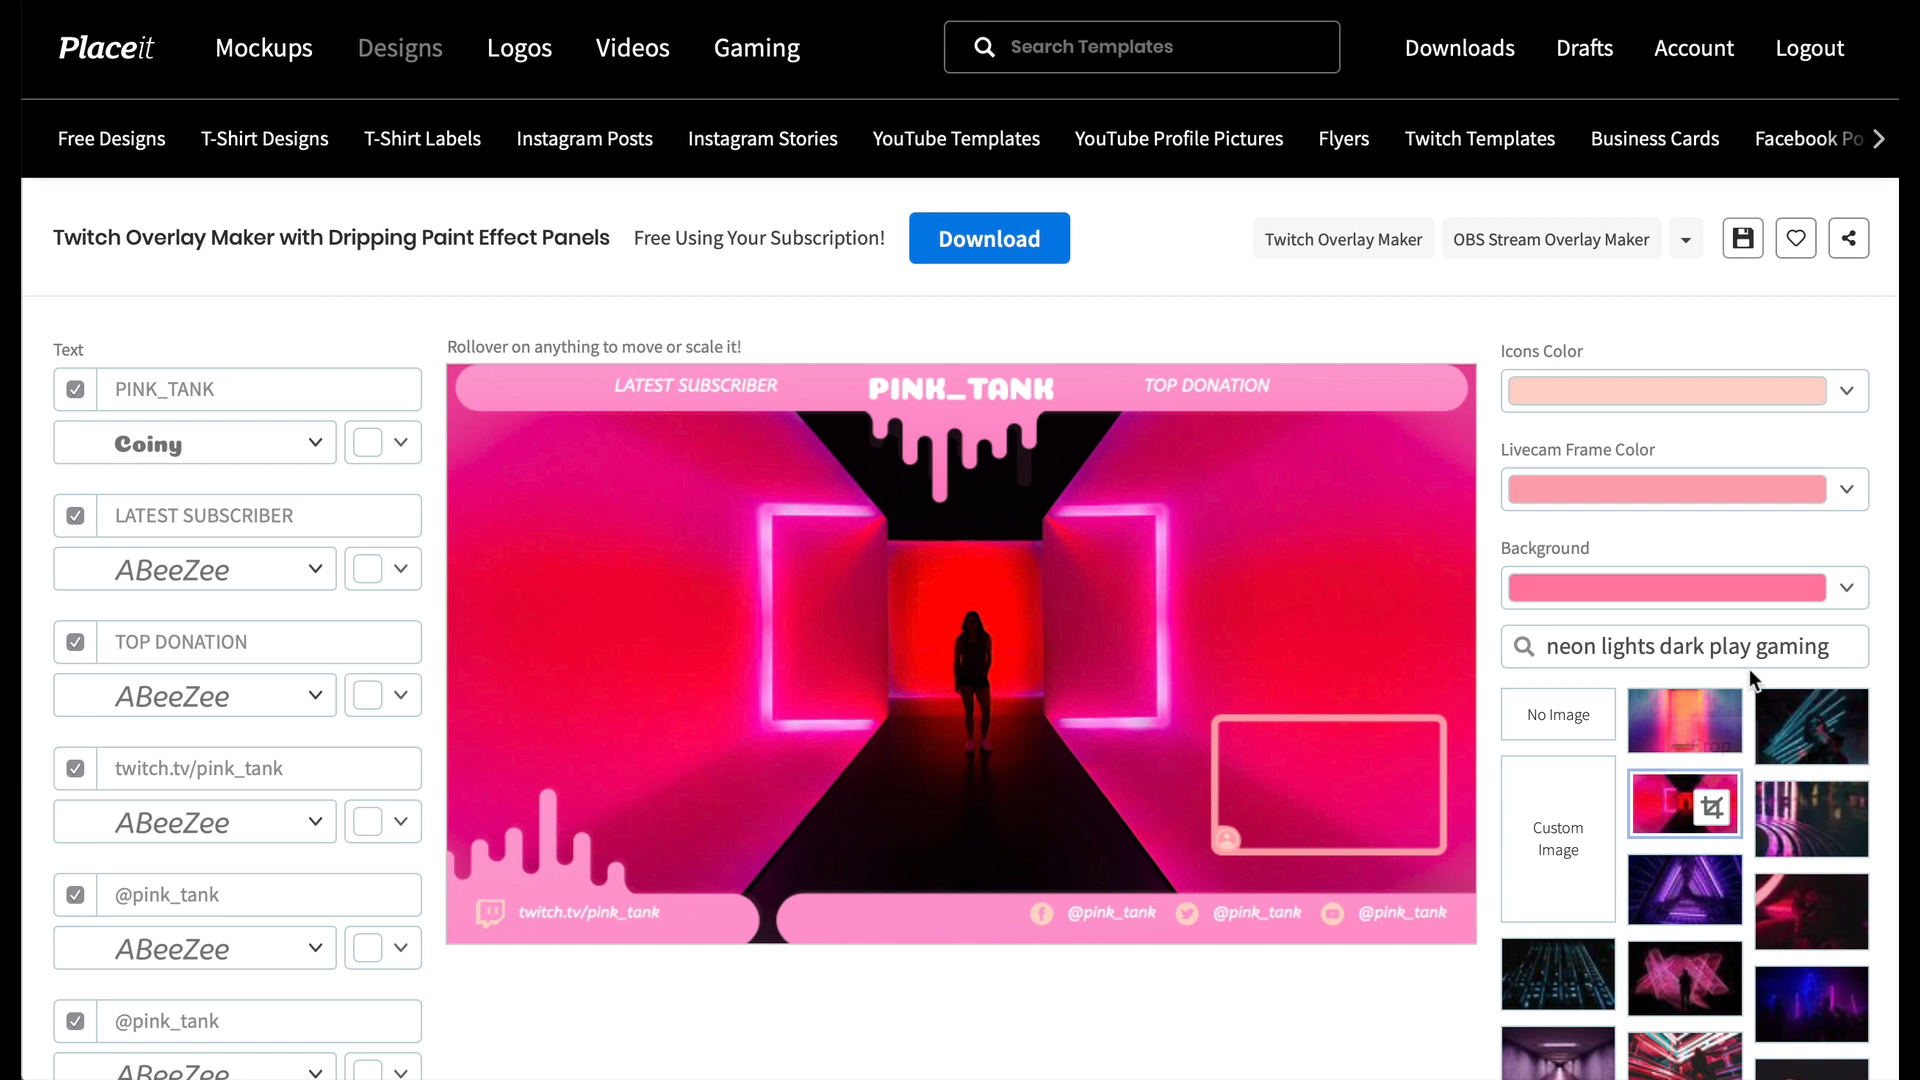 Placeit
Mockups
Designs
Logos
Videos
Gaming
Search Templates
Downloads
Drafts
Account
Logout
Free Designs
T-Shirt Designs
T-Shirt Labels
Instagram Posts
Instagram Stories
YouTube Templates
YouTube Profile Pictures
Flyers
Twitch Templates
Business Cards
Facebook Po
Twitch Overlay Maker with Dripping Paint Effect Panels
Free Using Your Subscription!
Download
Twitch Overlay Maker
OBS Stream Overlay Maker
Text
PINK_TANK
Coiny
LATEST SUBSCRIBER
ABeeZee
TOP DONATION
ABeeZee
twitch.tv/pink_tank
ABeeZee
@pink_tank
ABeeZee
@pink_tank
ABeeZee
Rollover on anything to move or scale it!
LATEST SUBSCRIBER
PINK_TANK
TOP DONATION
twitch.tv/pink_tank
@pink_tank
@pink_tank
@pink_tank
Icons Color
Livecam Frame Color
Background
neon lights dark play gaming
No Image
Crop
Custom
Image